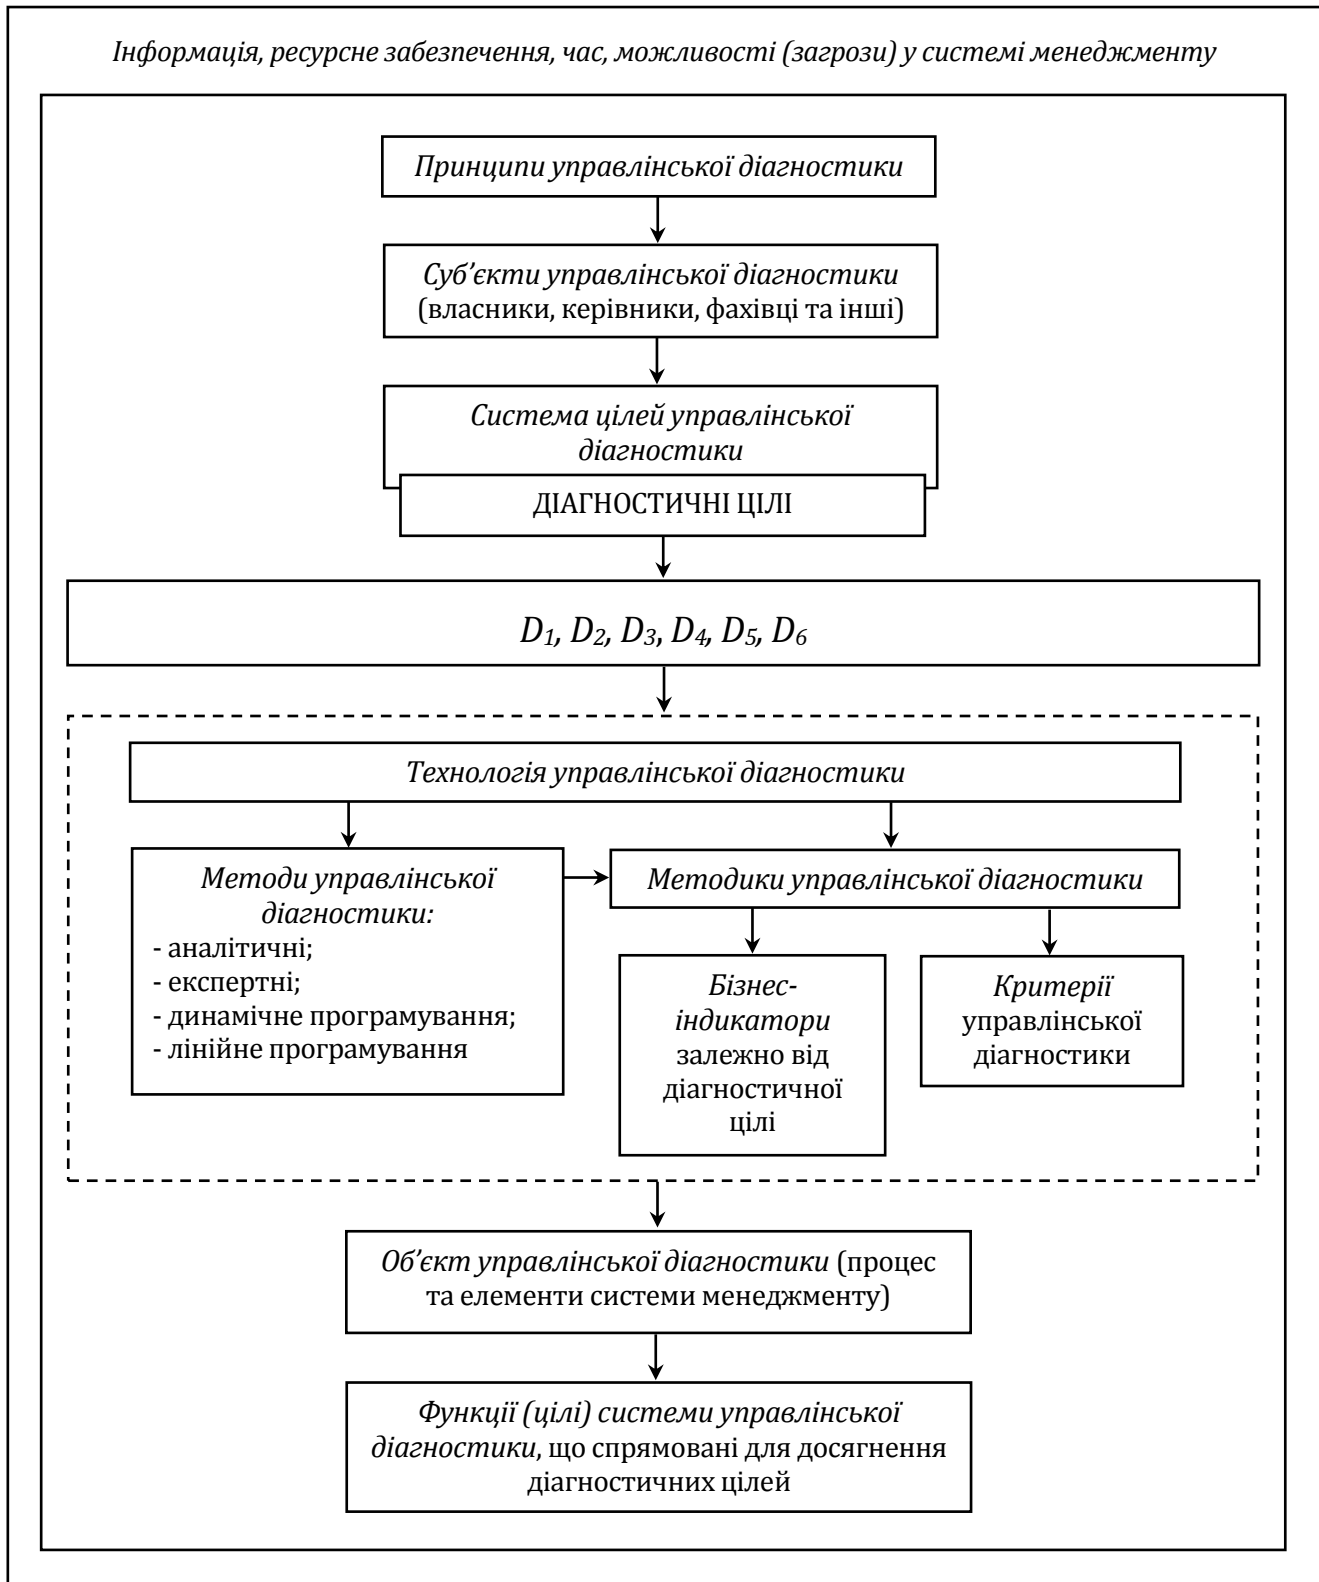 Інформація, ресурсне забезпечення, час, можливості (загрози) у системі менеджменту
Принципи управлінської діагностики
Суб’єкти управлінської діагностики
(власники, керівники, фахівці та інші)
Система цілей управлінської
діагностики
ДІАГНОСТИЧНІ ЦІЛІ
D1, D2, D3, D4, D5, D6
Технологія управлінської діагностики
Методи управлінської
діагностики:
- аналітичні;
- експертні;
- динамічне програмування;
- лінійне програмування
Методики управлінської діагностики
Бізнес-
індикатори
залежно від
діагностичної
цілі
Критерії
управлінської
діагностики
Об’єкт управлінської діагностики (процес
та елементи системи менеджменту)
Функції (цілі) системи управлінської
діагностики, що спрямовані для досягнення
діагностичних цілей